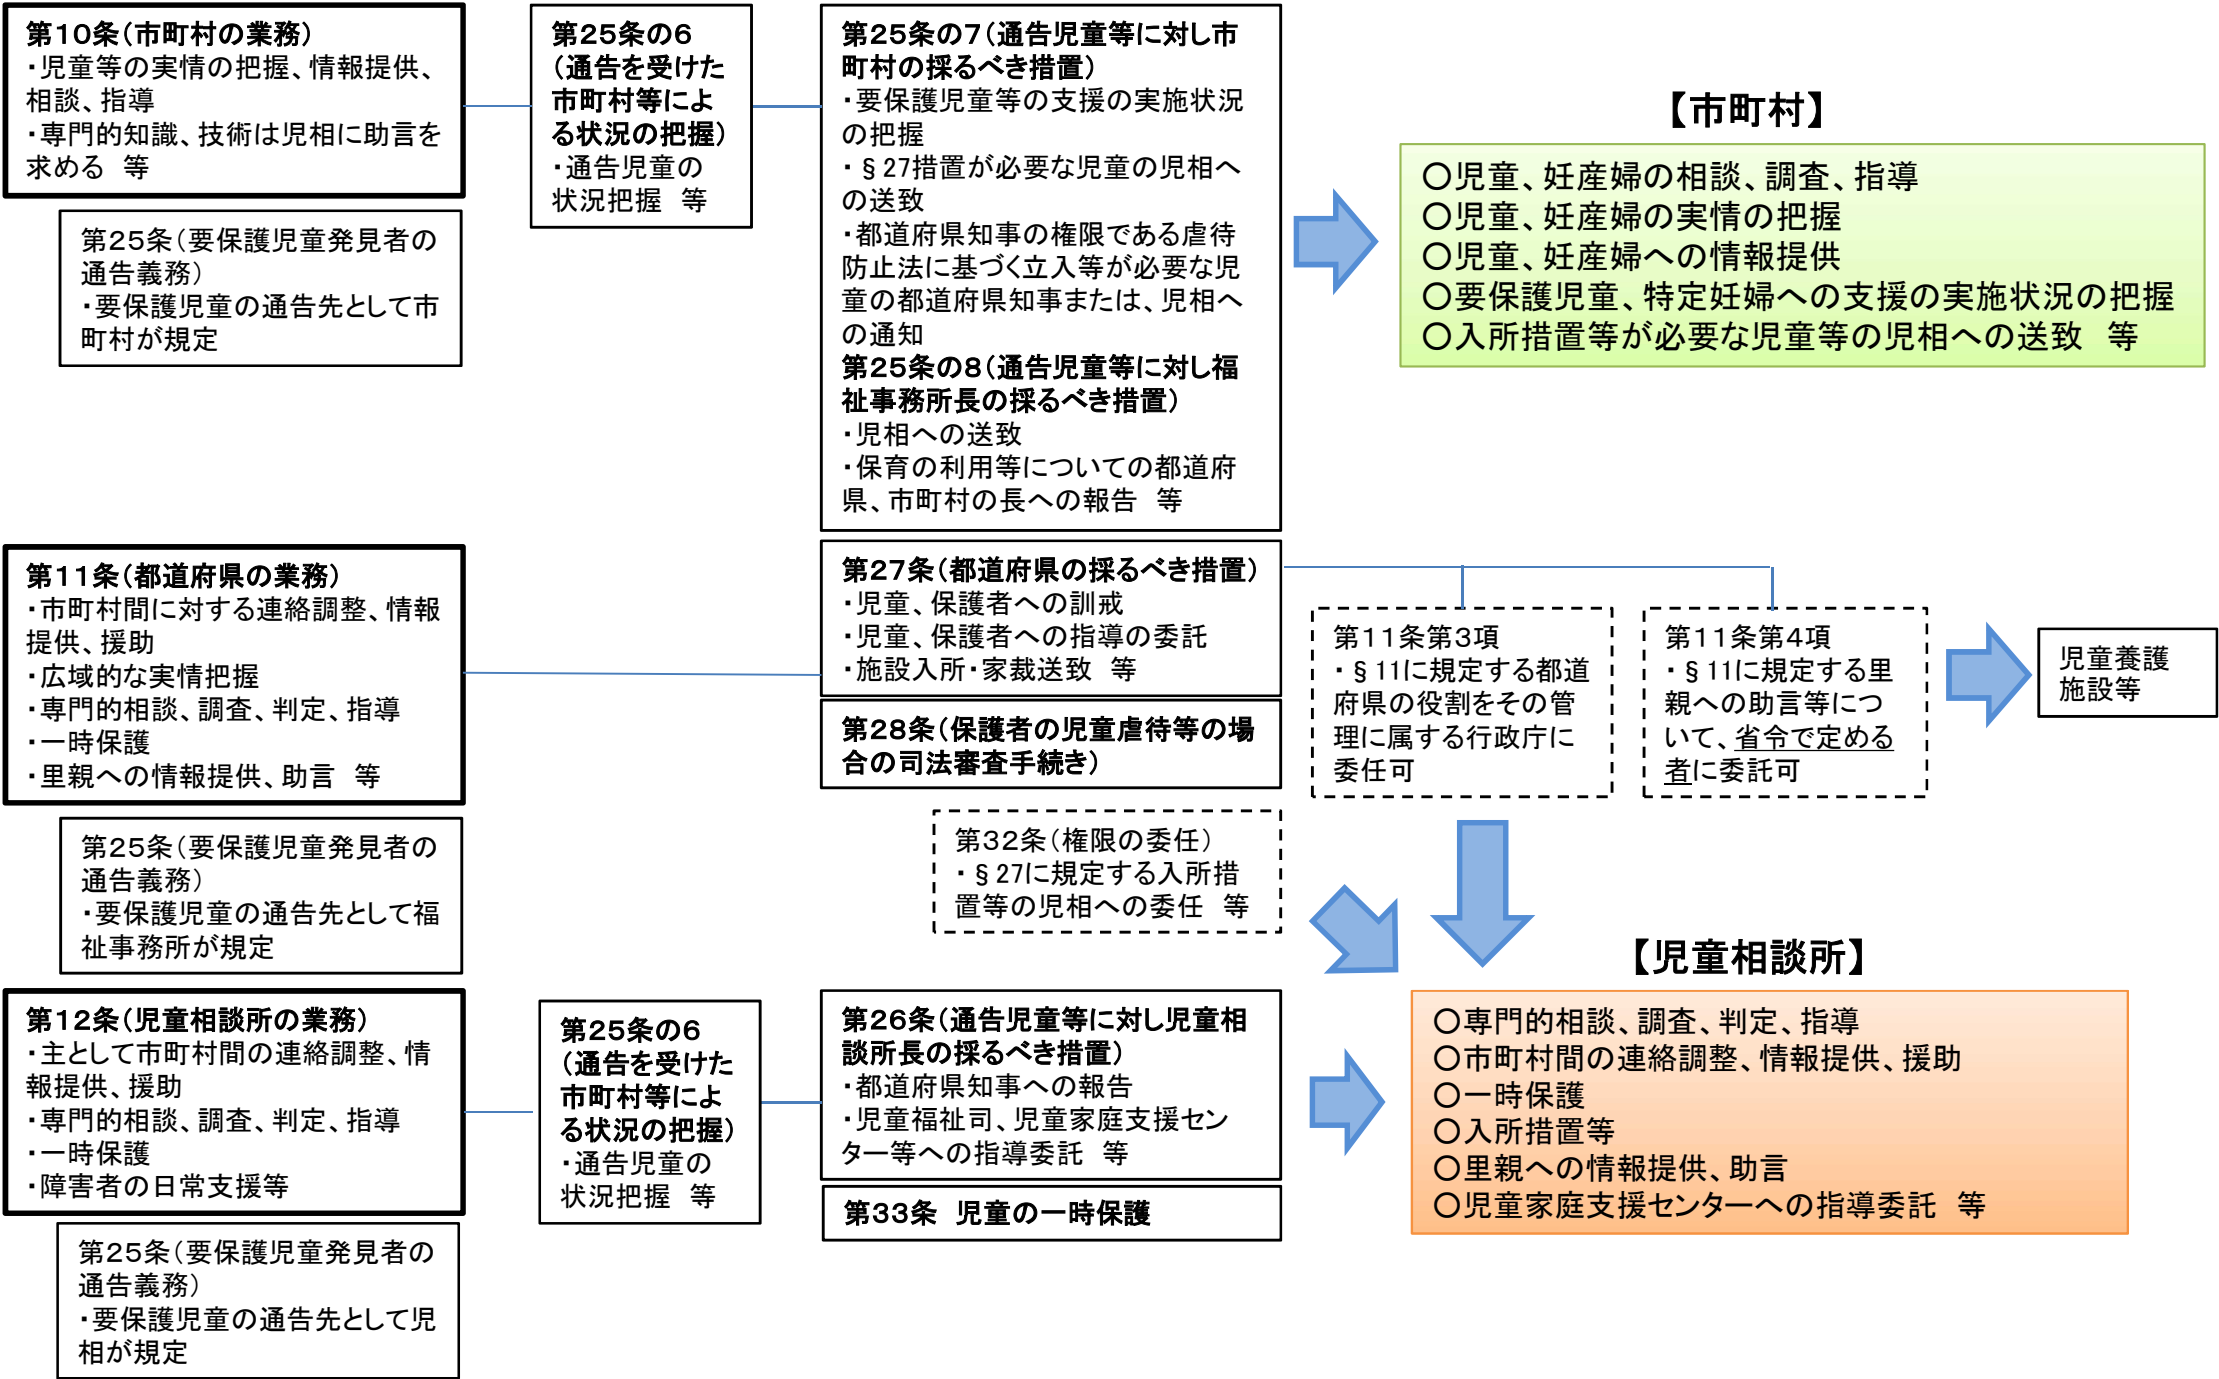 第10条(市町村の業務)
・児童等の実情の把握、情報提供、
相談、指導
・専門的知識、技術は児相に助言を
求める 等
第25条(要保護児童発見者の
通告義務)
・要保護児童の通告先として市
町村が規定
第25条の6
(通告を受けた
市町村等によ
る状況の把握)
・通告児童の
状況把握 等
第25条の7(通告児童等に対し市
町村の採るべき措置)
・要保護児童等の支援の実施状況
の把握
・§27措置が必要な児童の児相へ
の送致
・都道府県知事の権限である虐待
防止法に基づく立入等が必要な児
童の都道府県知事または、児相へ
の通知
第25条の8(通告児童等に対し福
祉事務所長の採るべき措置)
・児相への送致
・保育の利用等についての都道府
県、市町村の長への報告 等
【市町村】
○児童、妊産婦の相談、調査、指導
○児童、妊産婦の実情の把握
○児童、妊産婦への情報提供
○要保護児童、特定妊婦への支援の実施状況の把握
○入所措置等が必要な児童等の児相への送致 等
第11条(都道府県の業務)
・市町村間に対する連絡調整、情報
提供、援助
・広域的な実情把握
・専門的相談、調査、判定、指導
・一時保護
・里親への情報提供、助言 等
第25条(要保護児童発見者の
通告義務)
・要保護児童の通告先として福
祉事務所が規定
第27条(都道府県の採るべき措置)
・児童、保護者への訓戒
・児童、保護者への指導の委託
・施設入所・家裁送致 等
第28条(保護者の児童虐待等の場
合の司法審査手続き)
第32条(権限の委任)
・§27に規定する入所措
置等の児相への委任 等
第11条第3項
・§11に規定する都道
府県の役割をその管
理に属する行政庁に
委任可
第11条第4項
・§11に規定する里
親への助言等につ
いて、省令で定める
者に委託可
児童養護
施設等
第12条(児童相談所の業務)
・主として市町村間の連絡調整、情
報提供、援助
・専門的相談、調査、判定、指導
・一時保護
・障害者の日常支援等
第25条(要保護児童発見者の
通告義務)
・要保護児童の通告先として児
相が規定
第25条の6
(通告を受けた
市町村等によ
る状況の把握)
・通告児童の
状況把握 等
第26条(通告児童等に対し児童相
談所長の採るべき措置)
・都道府県知事への報告
・児童福祉司、児童家庭支援セン
ター等への指導委託 等
第33条 児童の一時保護
【児童相談所】
○専門的相談、調査、判定、指導
○市町村間の連絡調整、情報提供、援助
○一時保護
○入所措置等
○里親への情報提供、助言
○児童家庭支援センターへの指導委託 等